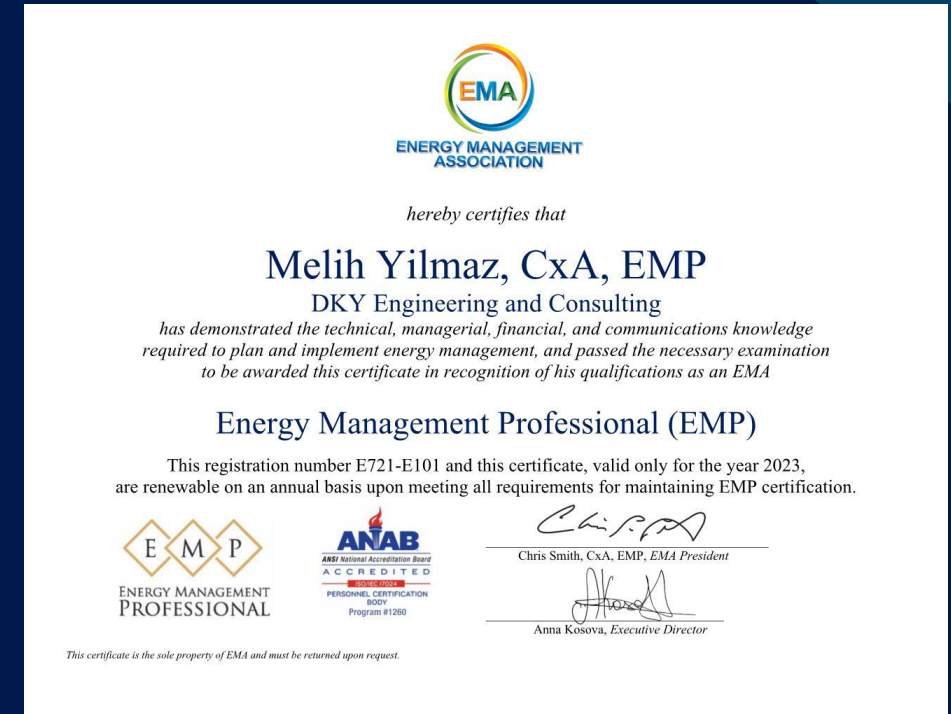 EMA
ENERGY MANAGEMENT
ASSOCIATION
hereby certifies that
Melih Yilmaz, CxA, EMP
DKY Engineering and Consulting
has demonstrated the technical, managerial, financial, and communications knowledge
required to plan and implement energy management, and passed the necessary examination
to be awarded this certificate in recognition of his qualifications as an EMA
Energy Management Professional (EMP)
This registration number E721-E101 and this certificate, valid only for the year 2023,
are renewable on an annual basis upon meeting all requirements for maintaining EMP certification.
E M P
ENERGY MANAGEMENT
PROFESSIONAL
ANAB
ANSI National Accreditation Board
ACCREDITED
ISO/IEC 17024
PERSONNEL CERTIFICATION
BODY
Program #1260
Chris Smith, CxA, EMP, EMA President
Anna Kosova, Executive Director
This certificate is the sole property of EMA and must be returned upon request.